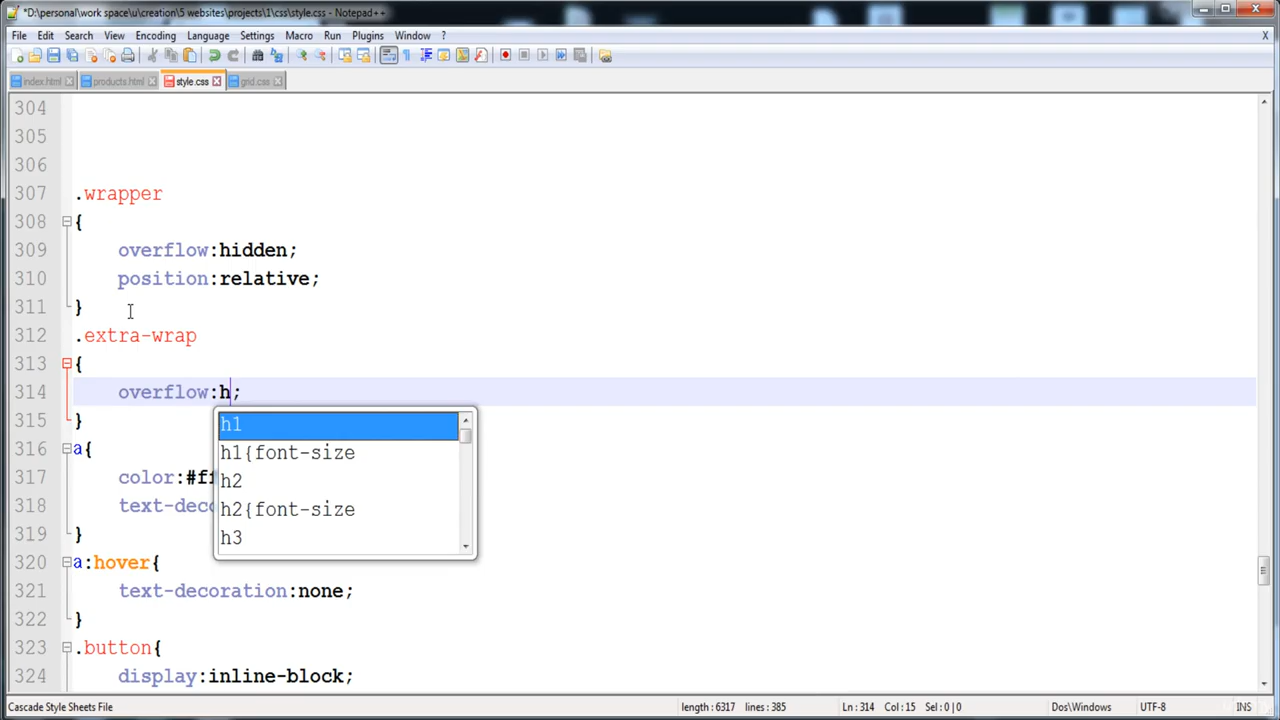 *D:\personal\work space\u\creation\5 websites\projects\1\css\style.css - Notepad++
File Edit Search View Encoding Language Settings Macro Run Plugins Window ? X
index.html products.html style.css grid.css
304
305
306
307 .wrapper
308 {
309 overflow:hidden;
310 position:relative;
311 }
312 .extra-wrap
313 {
314 overflow:h;
315 }
h1
h1{font-size
h2
h2{font-size
h3
316 a{
317 color:#ff
318 text-deco
319 }
320 a:hover{
321 text-decoration:none;
322 }
323 .button{
324 display:inline-block;
Cascade Style Sheets File length : 6317 lines : 385 Ln : 314 Col : 15 Sel : 0 | 0 Dos\Windows UTF-8 INS